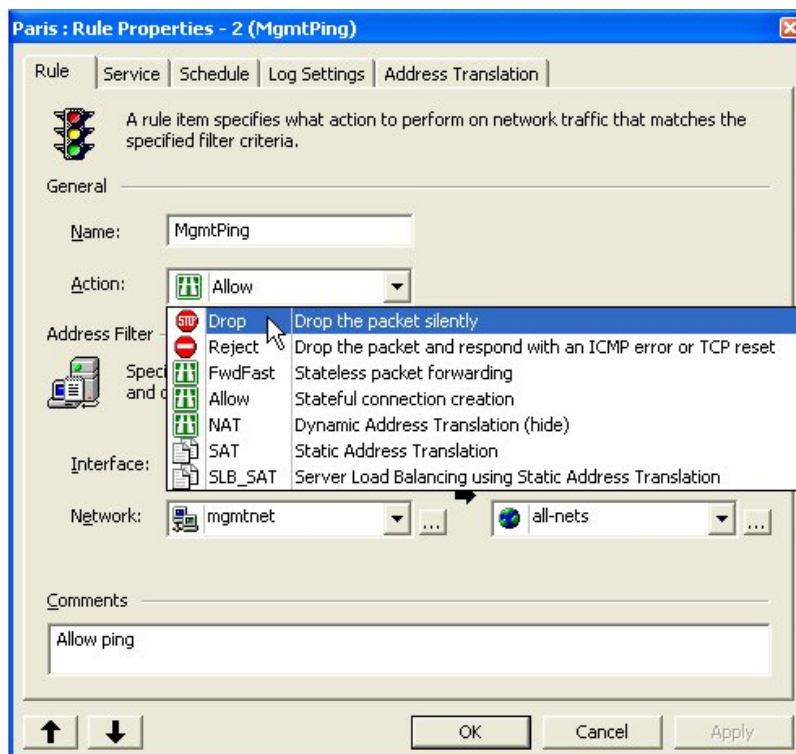 Paris : Rule Properties - 2 (MgmtPing)
Rule Service Schedule Log Settings Address Translation
A rule item specifies what action to perform on network traffic that matches the
specified filter criteria.
General
Name: MgmtPing
Action: Allow
STOP Drop Drop the packet silently
Address Filter
Reject Drop the packet and respond with an ICMP error or TCP reset
Speci FwdFast Stateless packet forwarding
and Allow Stateful connection creation
NAT Dynamic Address Translation (hide)
SAT Static Address Translation
Interface:
SLB_SAT Server Load Balancing using Static Address Translation
Network: mgmtnet ... all-nets ...
Comments
Allow ping
OK Cancel Apply